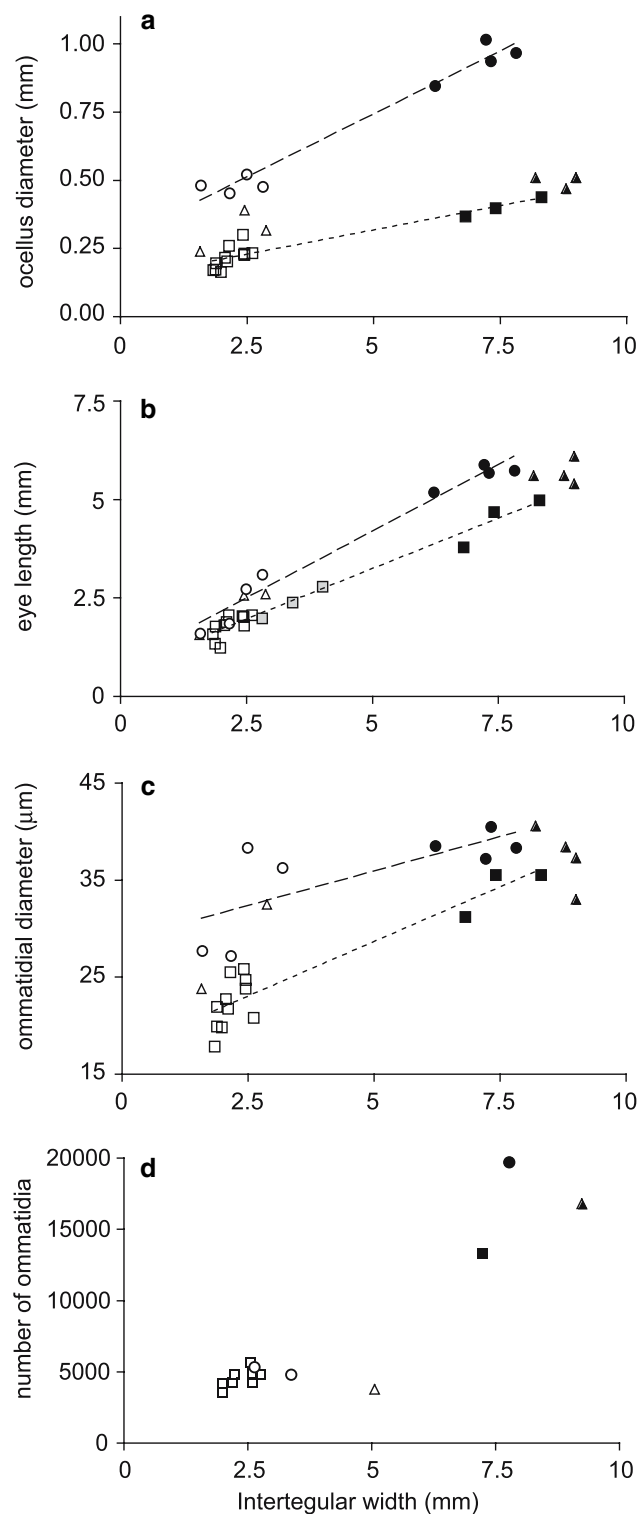 a
ocellus diameter (mm)
1.00
0.75
0.50
0.25
0.00
0 2.5 5 7.5 10
b
eye length (mm)
7.5
5
2.5
0
0 2.5 5 7.5 10
c
ommatidial diameter (μm)
45
35
25
15
0 2.5 5 7.5 10
d
number of ommatidia
20000
15000
10000
5000
0
0 2.5 5 7.5 10
Intertegular width (mm)